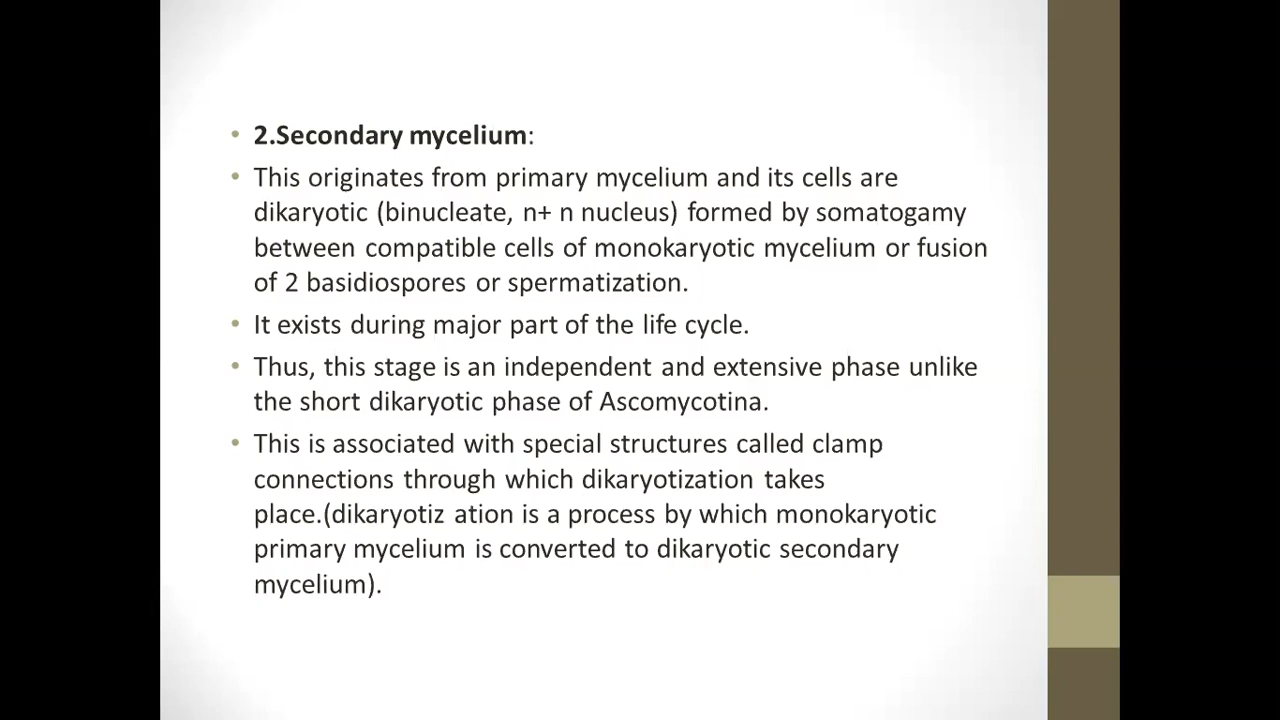 • 2.Secondary mycelium:
• This originates from primary mycelium and its cells are
dikaryotic (binucleate, n+ n nucleus) formed by somatogamy
between compatible cells of monokaryotic mycelium or fusion
of 2 basidiospores or spermatization.
• It exists during major part of the life cycle.
• Thus, this stage is an independent and extensive phase unlike
the short dikaryotic phase of Ascomycotina.
• This is associated with special structures called clamp
connections through which dikaryotization takes
place.(dikaryotiz ation is a process by which monokaryotic
primary mycelium is converted to dikaryotic secondary
mycelium).